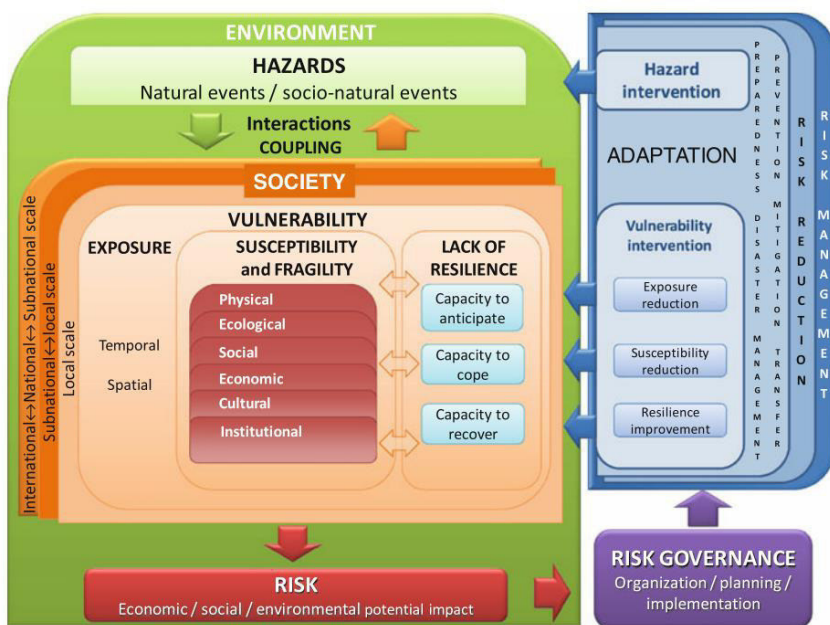 ENVIRONMENT
HAZARDS
Natural events / socio-natural events
Interactions
COUPLING
SOCIETY
International↔National↔Subnational scale
Subnational↔local scale
Local scale
VULNERABILITY
EXPOSURE
Temporal
Spatial
SUSCEPTIBILITY
and FRAGILITY
Physical
Ecological
Social
Economic
Cultural
Institutional
LACK OF
RESILIENCE
Capacity to
anticipate
Capacity to
cope
Capacity to
recover
RISK
Economic / social / environmental potential impact
Hazard
intervention
ADAPTATION
Vulnerability
intervention
Exposure
reduction
Susceptibility
reduction
Resilience
improvement
PREPAREDNESS DISASTER MANAGEMENT
PREVENTION MITIGATION TRANSFER
RISK REDUCTION
RISK MANAGEMENT
RISK GOVERNANCE
Organization / planning /
implementation